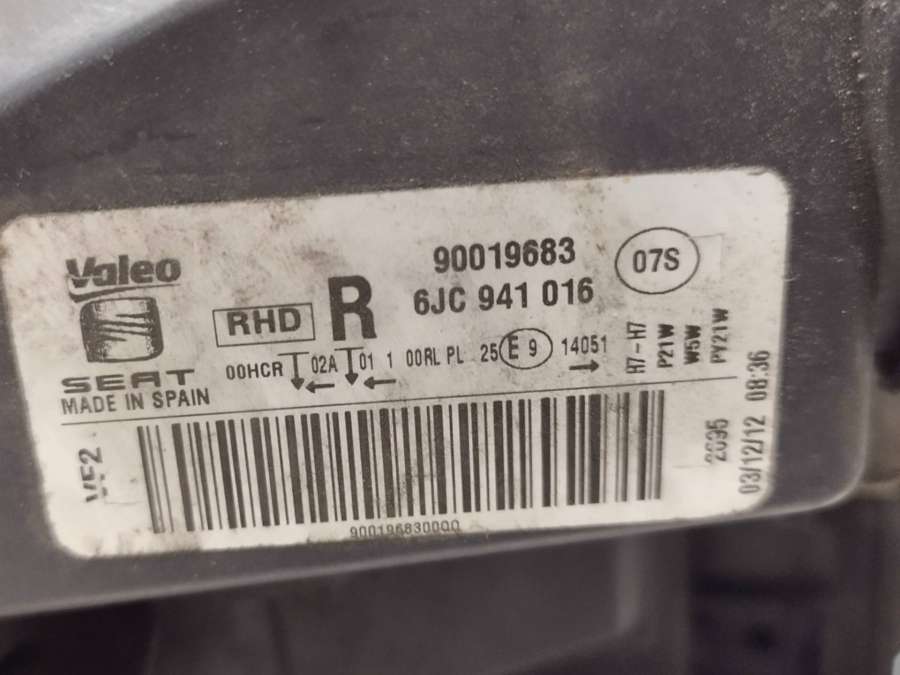 Valeo
SEAT
MADE IN SPAIN
RHD
R
90019683
6JC 941 016
07S
00HCR 02A 01 1 00RL PL 25 E 9 14051
H7-H7
P21W
W5W
PY21W
VF2
900196830000
03/12/12 08:36